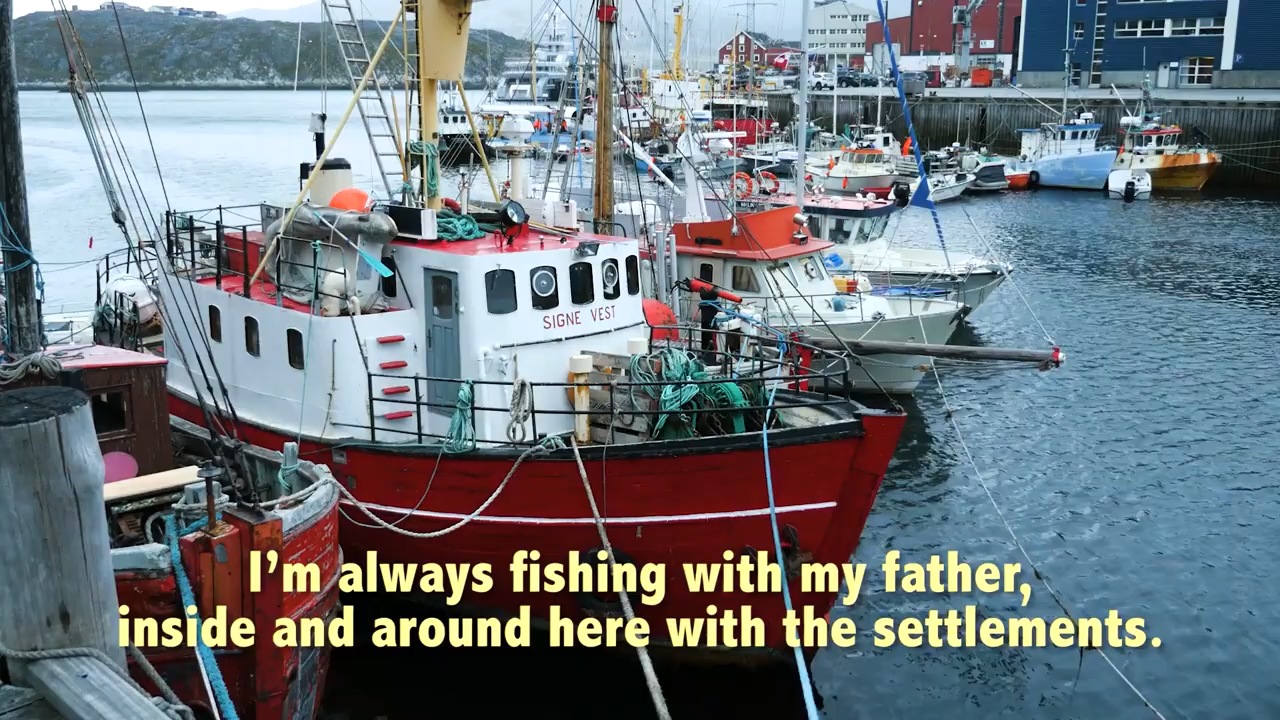 SIGNE VEST
I'm always fishing with my father,
inside and around here with the settlements.